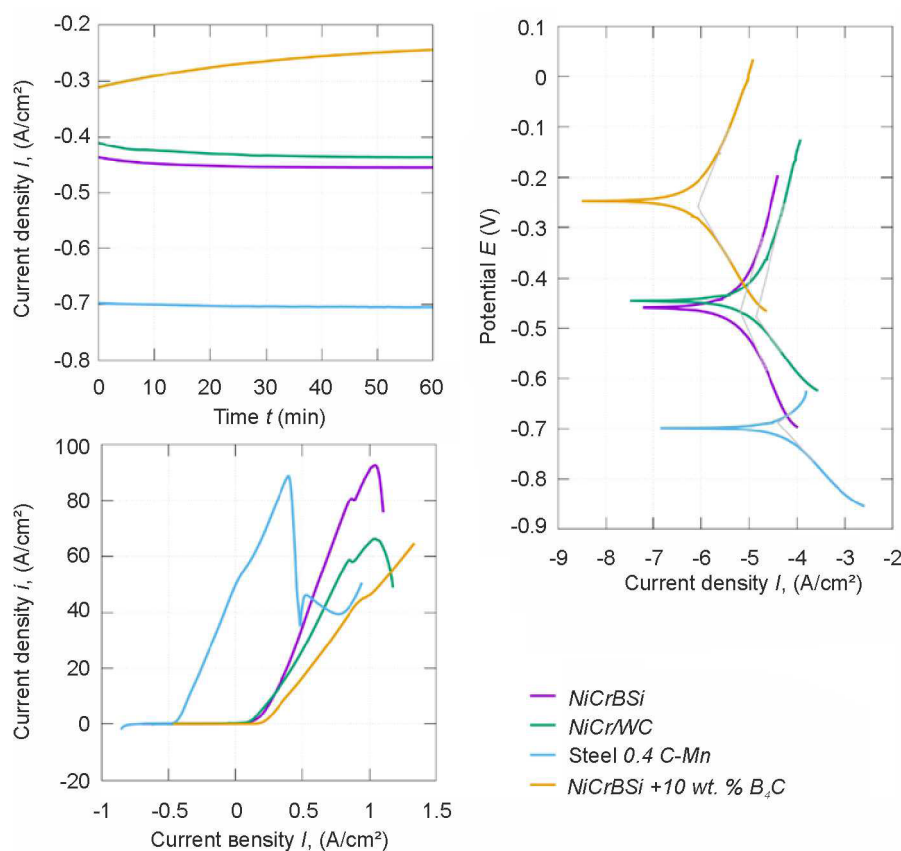 -0.2
-0.3
-0.4
-0.5
-0.6
-0.7
-0.8
Current density I, (A/cm²)
0 10 20 30 40 50 60
Time t (min)
100
80
60
40
20
0
-20
Current density i, (A/cm²)
-1 -0.5 0 0.5 1 1.5
Current вensity I, (A/cm²)
0.1
0
-0.1
-0.2
-0.3
-0.4
-0.5
-0.6
-0.7
-0.8
-0.9
Potential E (V)
-9 -8 -7 -6 -5 -4 -3 -2
Current density I, (A/cm²)
NiCrBSi
NiCr/WC
Steel 0.4 C-Mn
NiCrBSi +10 wt. % B₄C